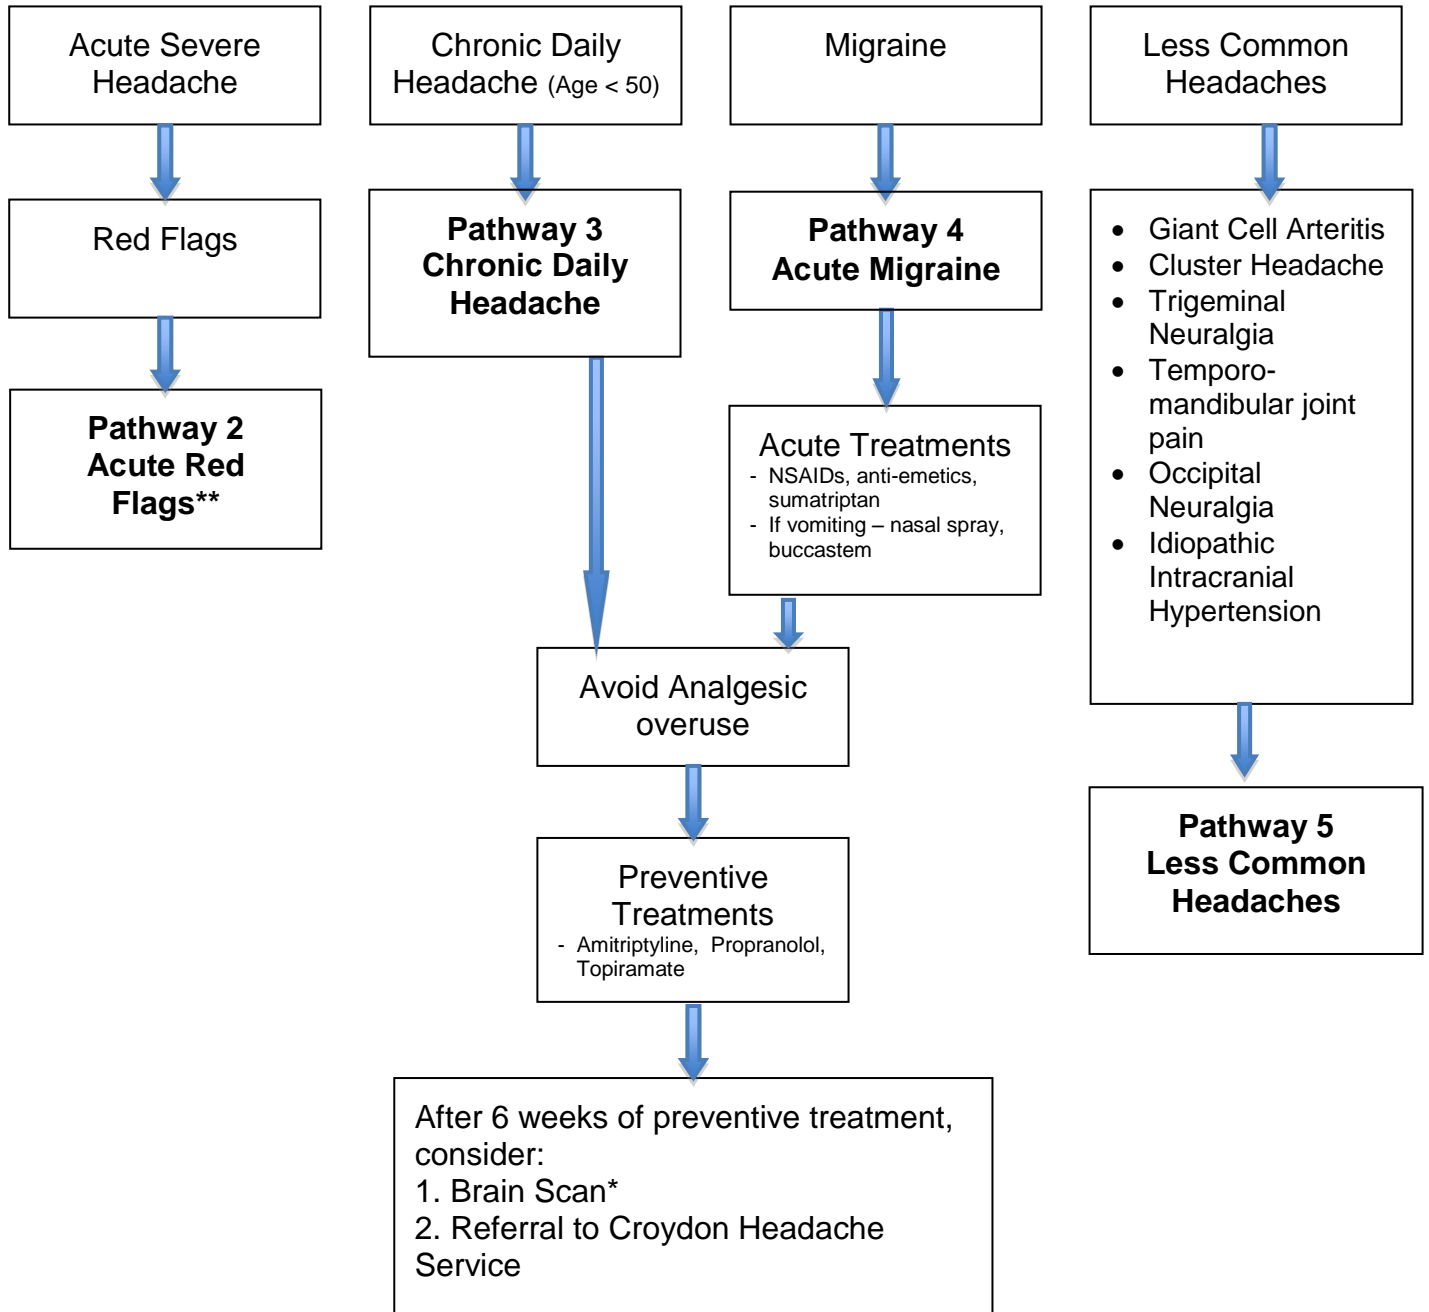 Acute Severe
Headache
Chronic Daily
Headache (Age < 50)
Migraine
Less Common
Headaches
Red Flags
Pathway 2
Acute Red
Flags**
Pathway 3
Chronic Daily
Headache
Pathway 4
Acute Migraine
Acute Treatments
- NSAIDs, anti-emetics,
sumatriptan
- If vomiting – nasal spray,
buccastem
• Giant Cell Arteritis
• Cluster Headache
• Trigeminal
Neuralgia
• Temporo-
mandibular joint
pain
• Occipital
Neuralgia
• Idiopathic
Intracranial
Hypertension
Avoid Analgesic
overuse
Preventive
Treatments
- Amitriptyline, Propranolol,
Topiramate
Pathway 5
Less Common
Headaches
After 6 weeks of preventive treatment,
consider:
1. Brain Scan*
2. Referral to Croydon Headache
Service